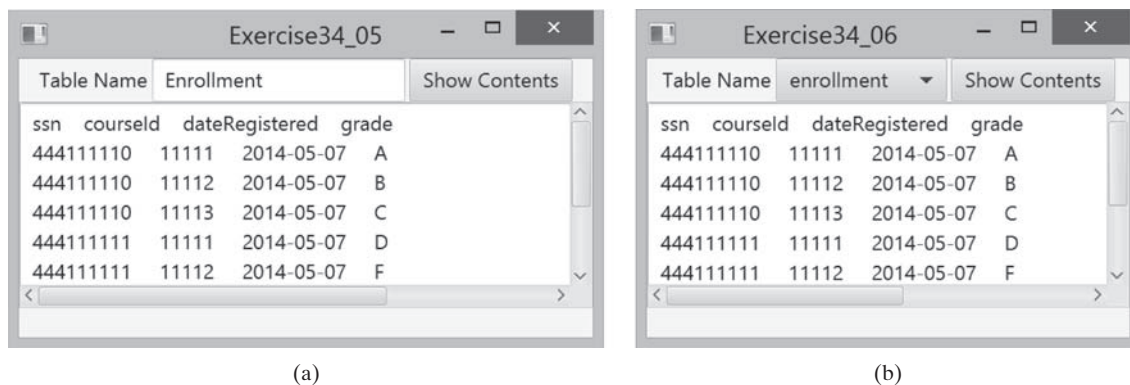 Exercise34_05
Table Name Enrollment Show Contents
ssn courseId dateRegistered grade
444111110 11111 2014-05-07 A
444111110 11112 2014-05-07 B
444111110 11113 2014-05-07 C
444111111 11111 2014-05-07 D
444111111 11112 2014-05-07 F
(a)
Exercise34_06
Table Name enrollment Show Contents
ssn courseId dateRegistered grade
444111110 11111 2014-05-07 A
444111110 11112 2014-05-07 B
444111110 11113 2014-05-07 C
444111111 11111 2014-05-07 D
444111111 11112 2014-05-07 F
(b)